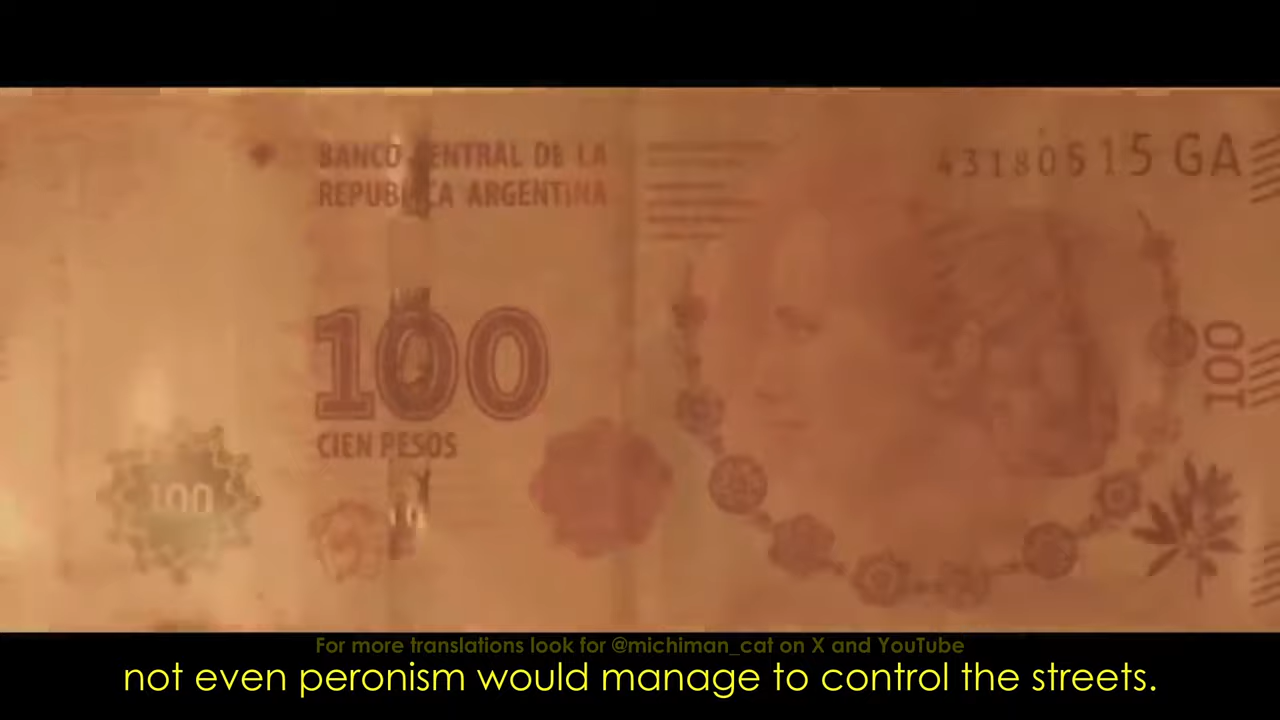 BANCO CENTRAL DE LA
REPUBLICA ARGENTINA
43180515 GA
100
CIEN PESOS
100
100
For more translations look for @michiman_cat on X and YouTube
not even peronism would manage to control the streets.